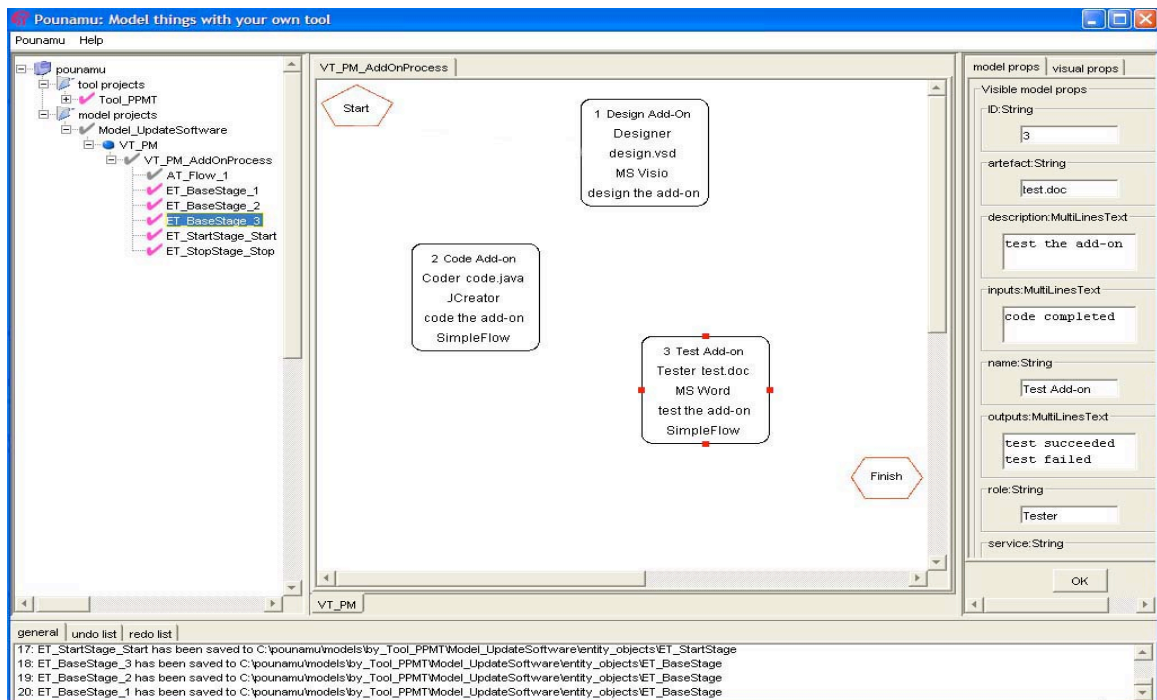 Pounamu: Model things with your own tool
Pounamu Help
pounamu
tool projects
Tool_PPMT
model projects
Model_UpdateSoftware
VT_PM
VT_PM_AddOnProcess
AT_Flow_1
ET_BaseStage_1
ET_BaseStage_2
ET_BaseStage_3
ET_StartStage_Start
ET_StopStage_Stop
VT_PM_AddOnProcess
Start
1 Design Add-On
Designer
design.vsd
MS Visio
design the add-on
2 Code Add-on
Coder code.java
JCreator
code the add-on
SimpleFlow
3 Test Add-on
Tester test.doc
MS Word
test the add-on
SimpleFlow
Finish
VT_PM
model props visual props
Visible model props
ID:String
3
artefact:String
test.doc
description:MultiLinesText
test the add-on
inputs:MultiLinesText
code completed
name:String
Test Add-on
outputs:MultiLinesText
test succeeded
test failed
role:String
Tester
service:String
OK
general undo list redo list
17: ET_StartStage_Start has been saved to C:\pounamu\models\by_Tool_PPMT\Model_UpdateSoftware\entity_objects\ET_StartStage
18: ET_BaseStage_3 has been saved to C:\pounamu\models\by_Tool_PPMT\Model_UpdateSoftware\entity_objects\ET_BaseStage
19: ET_BaseStage_2 has been saved to C:\pounamu\models\by_Tool_PPMT\Model_UpdateSoftware\entity_objects\ET_BaseStage
20: ET_BaseStage_1 has been saved to C:\pounamu\models\by_Tool_PPMT\Model_UpdateSoftware\entity_objects\ET_BaseStage